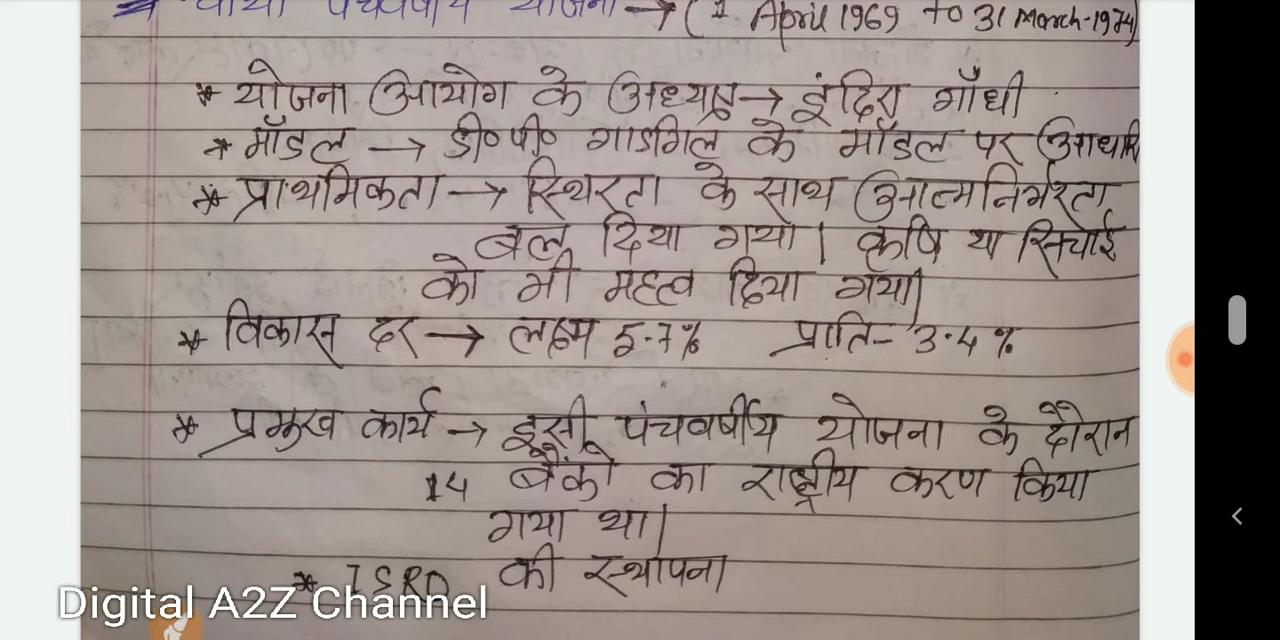 चौथी पंचवर्षीय योजना → (1 April 1969 to 31 March-1974)
* योजना आयोग के अध्यक्ष → इंदिरा गाँधी
* मॉडल → डी० पी० गाडगिल के मॉडल पर आधारि
* प्राथमिकता → स्थिरता के साथ आत्मनिर्भरता
बल दिया गया। कृषि या सिंचाई
को भी महत्व दिया गया।
* विकास दर → लक्ष्य 5.7% प्राति- 3.4%
* प्रमुख कार्य → इसी पंचवर्षीय योजना के दौरान
14 बैंको का राष्ट्रीय करण किया
गया था।
* ISRO की स्थापना
Digital A2Z Channel